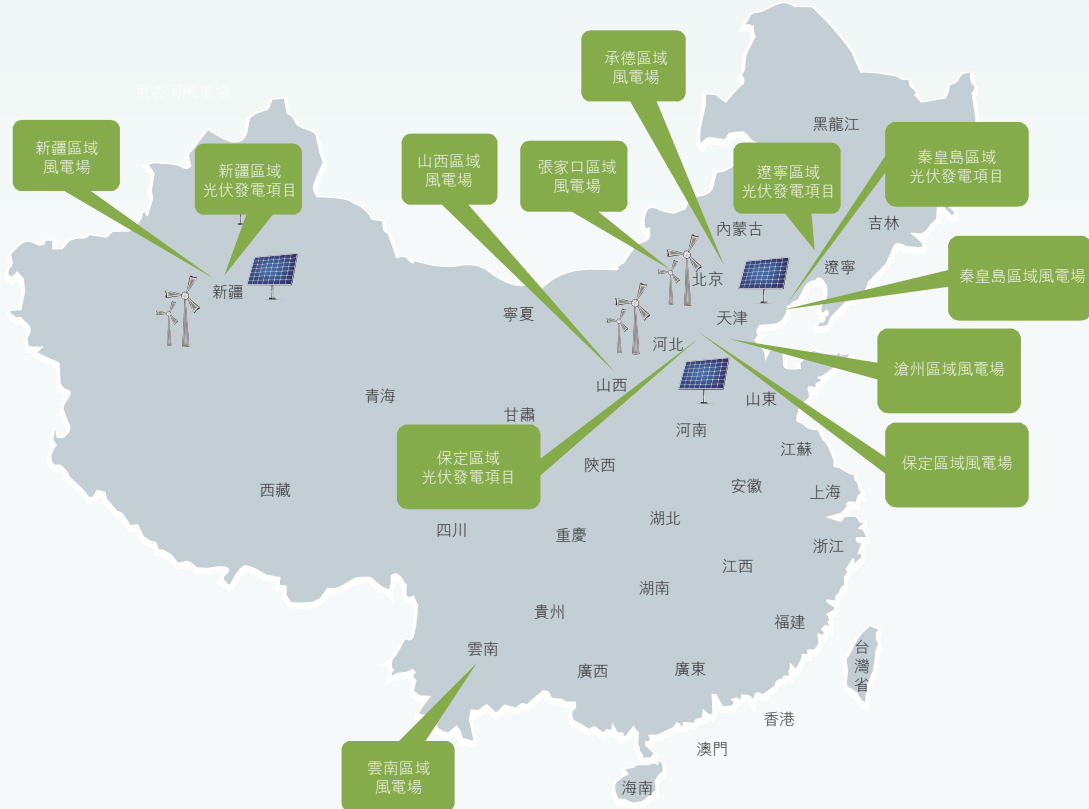 承德區域
風電場
黑龍江
新疆區域
風電場
新疆區域
光伏發電項目
山西區域
風電場
張家口區域
風電場
遼寧區域
光伏發電項目
秦皇島區域
光伏發電項目
內蒙古
吉林
遼寧
北京
秦皇島區域風電場
新疆
寧夏
天津
河北
滄州區域風電場
山西
青海
甘肅
山東
河南
保定區域
光伏發電項目
陝西
江蘇
保定區域風電場
西藏
安徽
上海
四川
重慶
湖北
浙江
江西
湖南
貴州
福建
雲南
廣西
廣東
台灣省
香港
澳門
雲南區域
風電場
海南